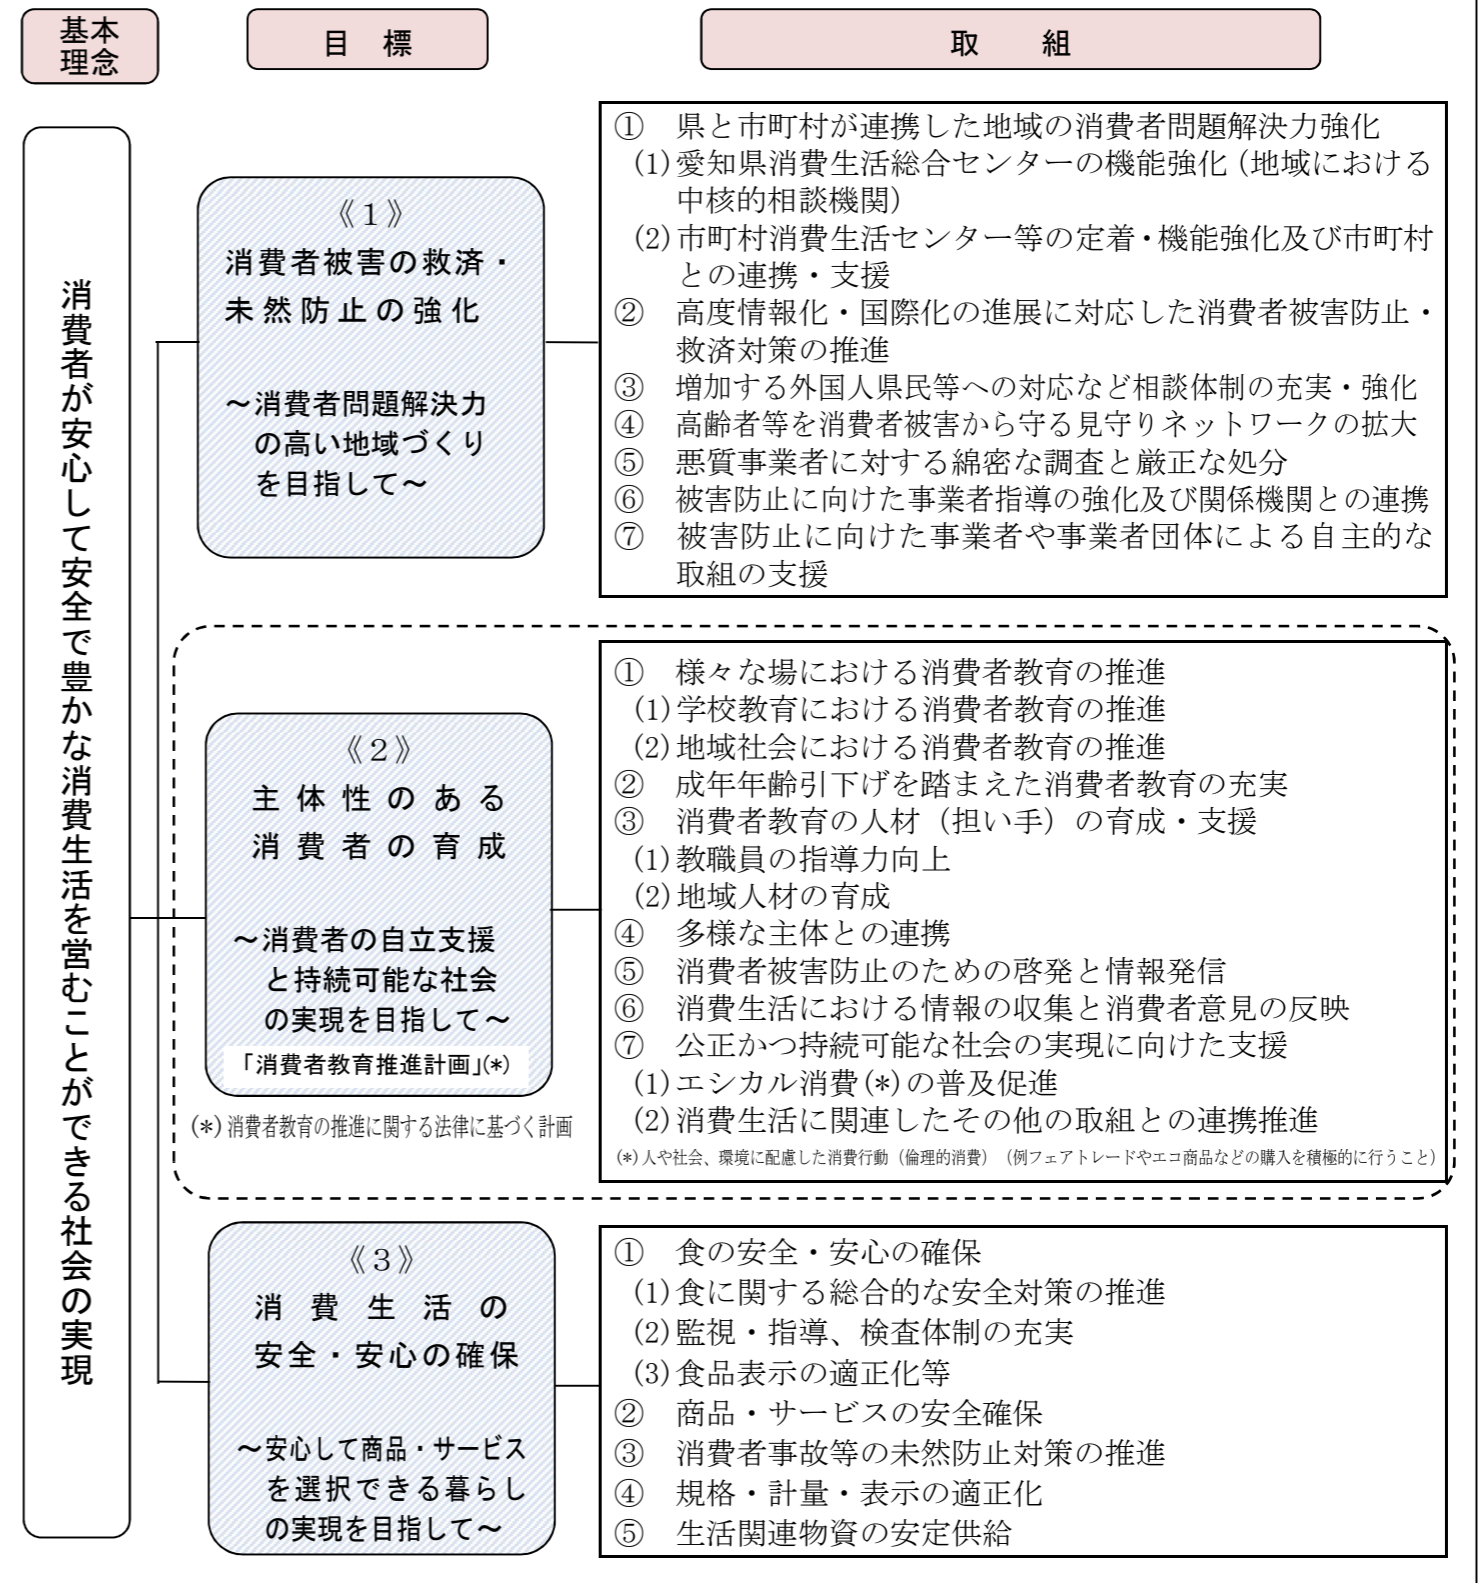 基本
理念
目　標
取　　組
消費者が安心して安全で豊かな消費生活を営むことができる社会の実現
《１》
消費者被害の救済・
未然防止の強化
～消費者問題解決力
の高い地域づくり
を目指して～
①　県と市町村が連携した地域の消費者問題解決力強化
(1)愛知県消費生活総合センターの機能強化（地域における
中核的相談機関）
(2)市町村消費生活センター等の定着・機能強化及び市町村
との連携・支援
②　高度情報化・国際化の進展に対応した消費者被害防止・
救済対策の推進
③　増加する外国人県民等への対応など相談体制の充実・強化
④　高齢者等を消費者被害から守る見守りネットワークの拡大
⑤　悪質事業者に対する綿密な調査と厳正な処分
⑥　被害防止に向けた事業者指導の強化及び関係機関との連携
⑦　被害防止に向けた事業者や事業者団体による自主的な
取組の支援
《２》
主体性のある
消費者の育成
～消費者の自立支援
と持続可能な社会
の実現を目指して～
「消費者教育推進計画」(*)
(*)消費者教育の推進に関する法律に基づく計画
①　様々な場における消費者教育の推進
(1)学校教育における消費者教育の推進
(2)地域社会における消費者教育の推進
②　成年年齢引下げを踏まえた消費者教育の充実
③　消費者教育の人材（担い手）の育成・支援
(1)教職員の指導力向上
(2)地域人材の育成
④　多様な主体との連携
⑤　消費者被害防止のための啓発と情報発信
⑥　消費生活における情報の収集と消費者意見の反映
⑦　公正かつ持続可能な社会の実現に向けた支援
(1)エシカル消費(*)の普及促進
(2)消費生活に関連したその他の取組との連携推進
(*)人や社会、環境に配慮した消費行動（倫理的消費）（例フェアトレードやエコ商品などの購入を積極的に行うこと）
《３》
消費生活の
安全・安心の確保
～安心して商品・サービス
を選択できる暮らし
の実現を目指して～
①　食の安全・安心の確保
(1)食に関する総合的な安全対策の推進
(2)監視・指導、検査体制の充実
(3)食品表示の適正化等
②　商品・サービスの安全確保
③　消費者事故等の未然防止対策の推進
④　規格・計量・表示の適正化
⑤　生活関連物資の安定供給